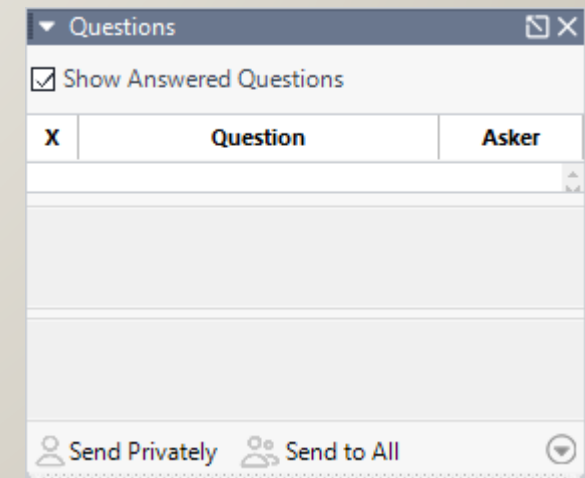 Questions
Show Answered Questions
X Question Asker
Send Privately Send to All